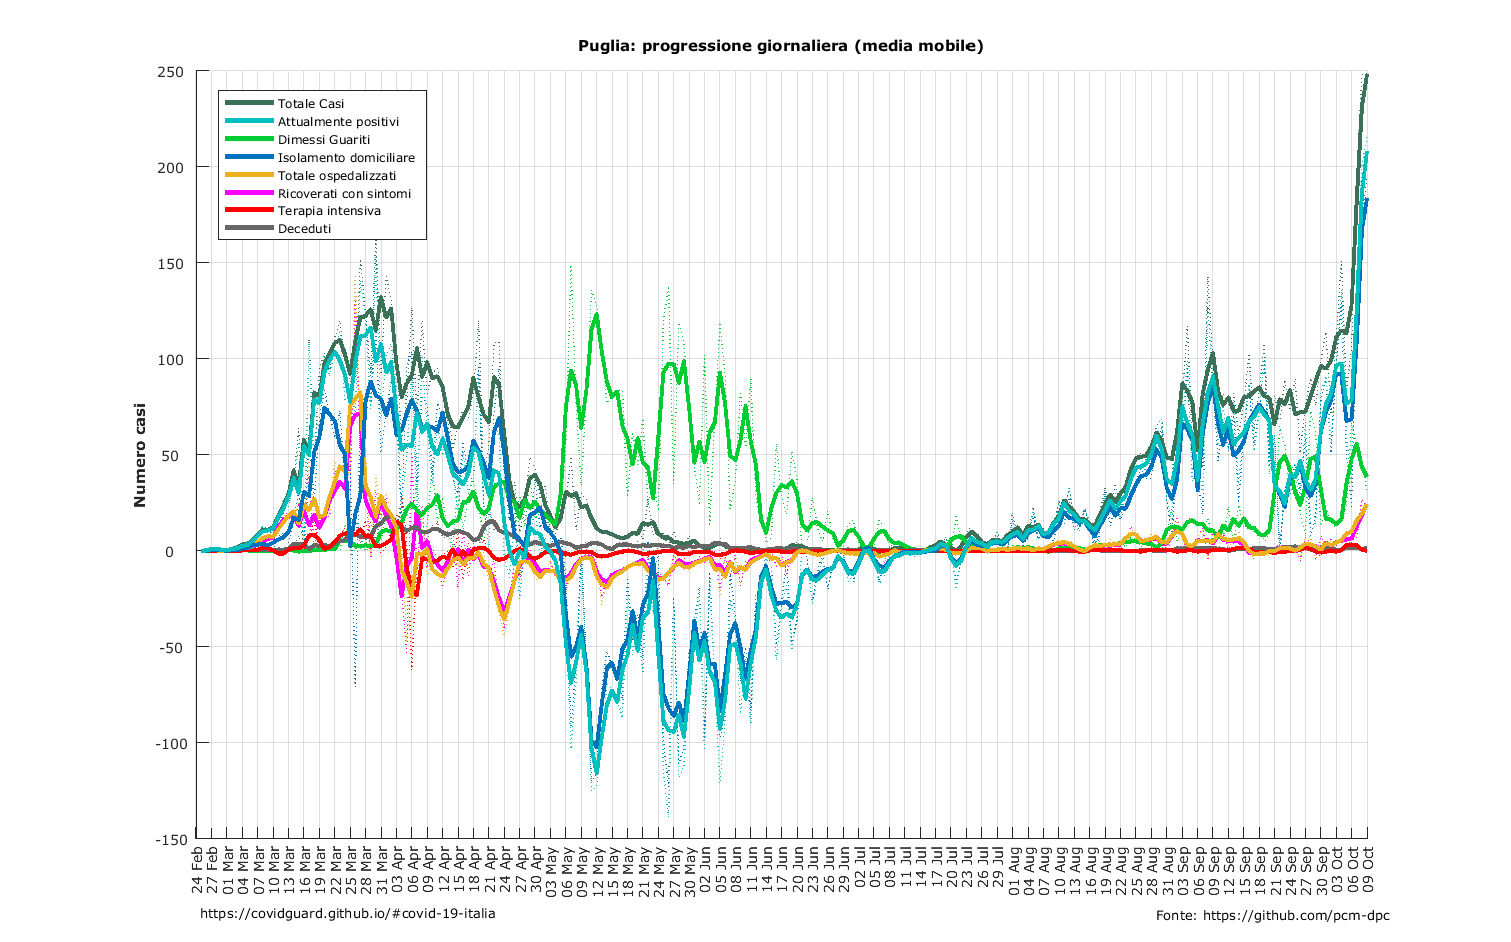 Puglia: progressione giornaliera (media mobile)
Numero casi
250
200
150
100
50
0
-50
-100
-150
Totale Casi
Attualmente positivi
Dimessi Guariti
Isolamento domiciliare
Totale ospedalizzati
Ricoverati con sintomi
Terapia intensiva
Deceduti
24 Feb
27 Feb
01 Mar
04 Mar
07 Mar
10 Mar
13 Mar
16 Mar
19 Mar
22 Mar
25 Mar
28 Mar
31 Mar
03 Apr
06 Apr
09 Apr
12 Apr
15 Apr
18 Apr
21 Apr
24 Apr
27 Apr
30 Apr
03 May
06 May
09 May
12 May
15 May
18 May
21 May
24 May
27 May
30 May
02 Jun
05 Jun
08 Jun
11 Jun
14 Jun
17 Jun
20 Jun
23 Jun
26 Jun
29 Jun
02 Jul
05 Jul
08 Jul
11 Jul
14 Jul
17 Jul
20 Jul
23 Jul
26 Jul
29 Jul
01 Aug
04 Aug
07 Aug
10 Aug
13 Aug
16 Aug
19 Aug
22 Aug
25 Aug
28 Aug
31 Aug
03 Sep
06 Sep
09 Sep
12 Sep
15 Sep
18 Sep
21 Sep
24 Sep
27 Sep
30 Sep
03 Oct
06 Oct
09 Oct
https://covidguard.github.io/#covid-19-italia
Fonte: https://github.com/pcm-dpc